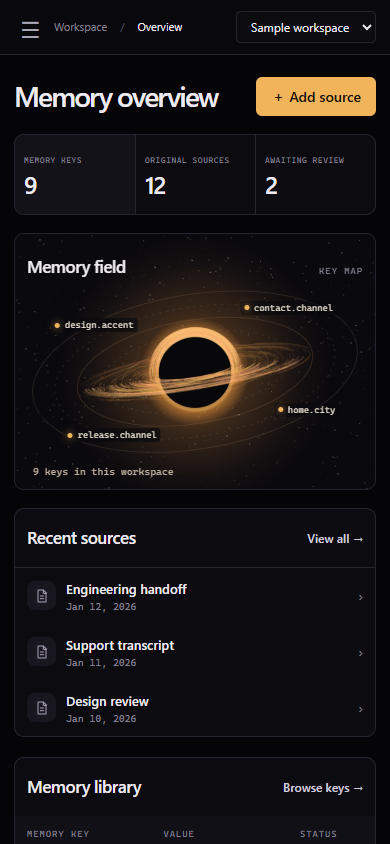 Workspace / Overview
Sample workspace
Memory overview
+ Add source
MEMORY KEYS
9
ORIGINAL SOURCES
12
AWAITING REVIEW
2
Memory field
KEY MAP
contact.channel
design.accent
home.city
release.channel
9 keys in this workspace
Recent sources
View all →
Engineering handoff
Jan 12, 2026
Support transcript
Jan 11, 2026
Design review
Jan 10, 2026
Memory library
Browse keys →
MEMORY KEY VALUE STATUS